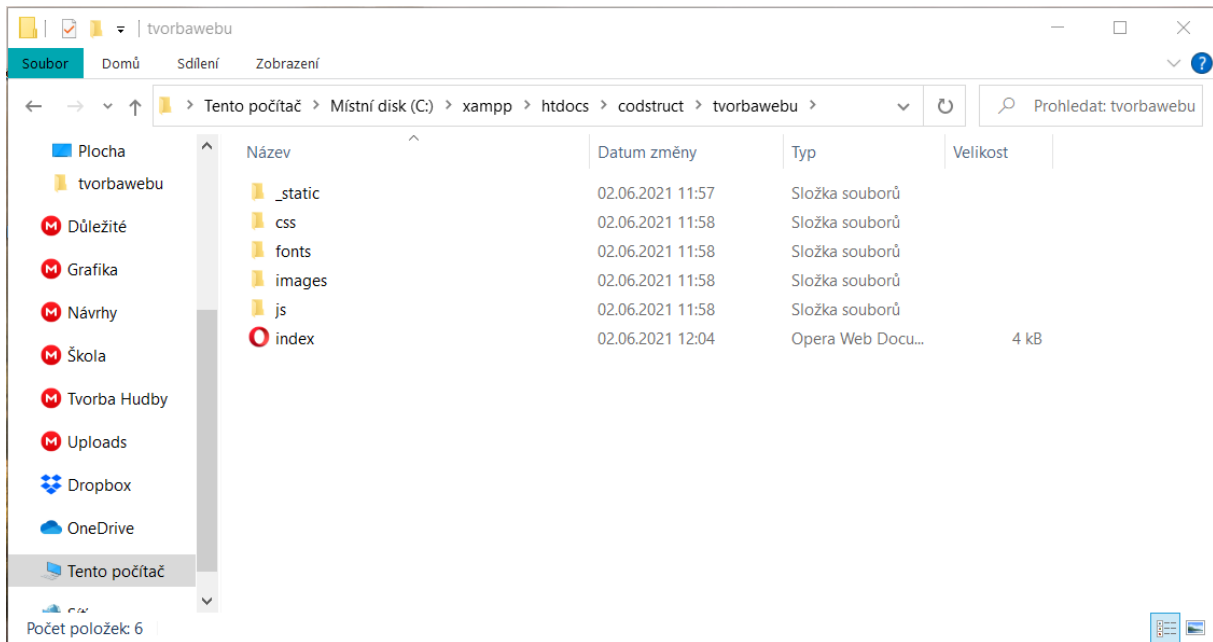 tvorbawebu
Soubor Domů Sdílení Zobrazení
Tento počítač Místní disk (C:) xampp htdocs codstruct tvorbawebu Prohledat: tvorbawebu
Plocha
tvorbawebu
Důležité
Grafika
Návrhy
Škola
Tvorba Hudby
Uploads
Dropbox
OneDrive
Tento počítač
Název Datum změny Typ Velikost
_static 02.06.2021 11:57 Složka souborů
css 02.06.2021 11:58 Složka souborů
fonts 02.06.2021 11:58 Složka souborů
images 02.06.2021 11:58 Složka souborů
js 02.06.2021 11:58 Složka souborů
index 02.06.2021 12:04 Opera Web Docu... 4 kB
Počet položek: 6